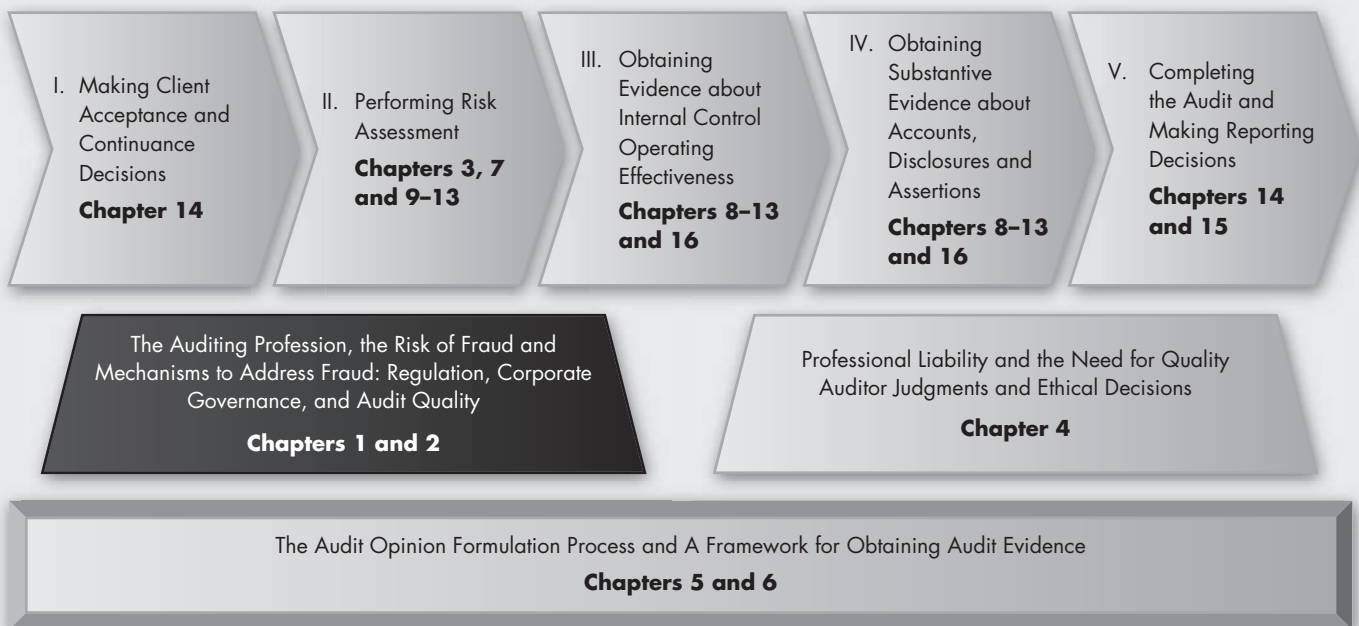 I. Making Client
Acceptance and
Continuance
Decisions
Chapter 14
II. Performing Risk
Assessment
Chapters 3, 7
and 9–13
III. Obtaining
Evidence about
Internal Control
Operating
Effectiveness
Chapters 8–13
and 16
IV. Obtaining
Substantive
Evidence about
Accounts,
Disclosures and
Assertions
Chapters 8–13
and 16
V. Completing
the Audit and
Making Reporting
Decisions
Chapters 14
and 15
The Auditing Profession, the Risk of Fraud and
Mechanisms to Address Fraud: Regulation, Corporate
Governance, and Audit Quality
Chapters 1 and 2
Professional Liability and the Need for Quality
Auditor Judgments and Ethical Decisions
Chapter 4
The Audit Opinion Formulation Process and A Framework for Obtaining Audit Evidence
Chapters 5 and 6